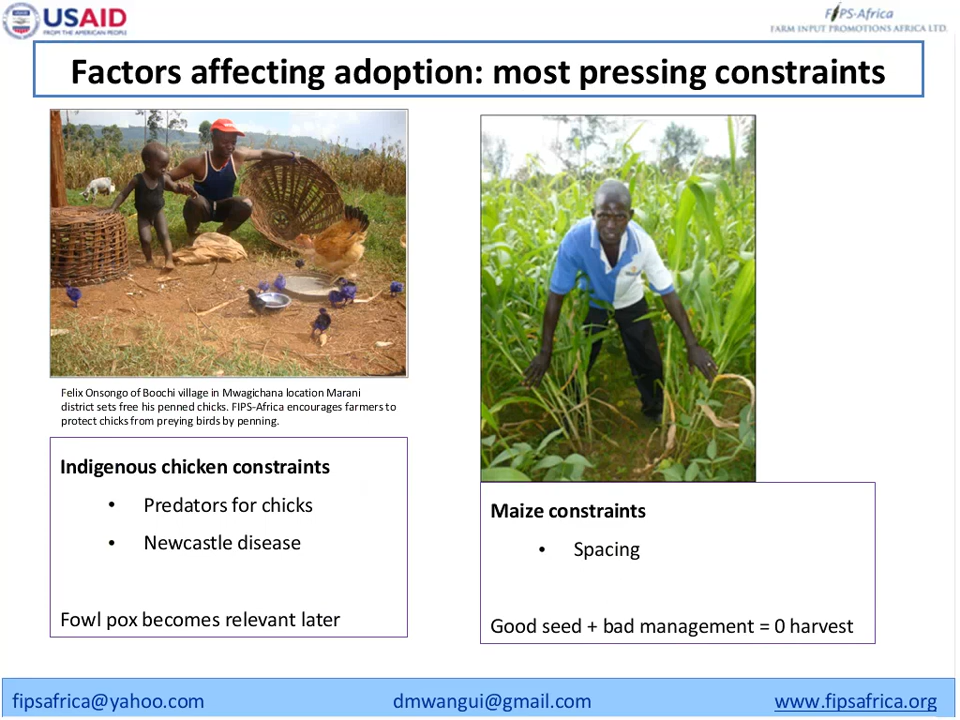 USAID
FROM THE AMERICAN PEOPLE
FIPS-Africa
FARM INPUT PROMOTIONS AFRICA LTD.
Factors affecting adoption: most pressing constraints
Felix Onsongo of Boochi village in Mwagichana location Marani
district sets free his penned chicks. FIPS-Africa encourages farmers to
protect chicks from preying birds by penning.
Indigenous chicken constraints
• Predators for chicks
• Newcastle disease
Fowl pox becomes relevant later
Maize constraints
• Spacing
Good seed + bad management = 0 harvest
fipsafrica@yahoo.com
dmwangui@gmail.com
www.fipsafrica.org